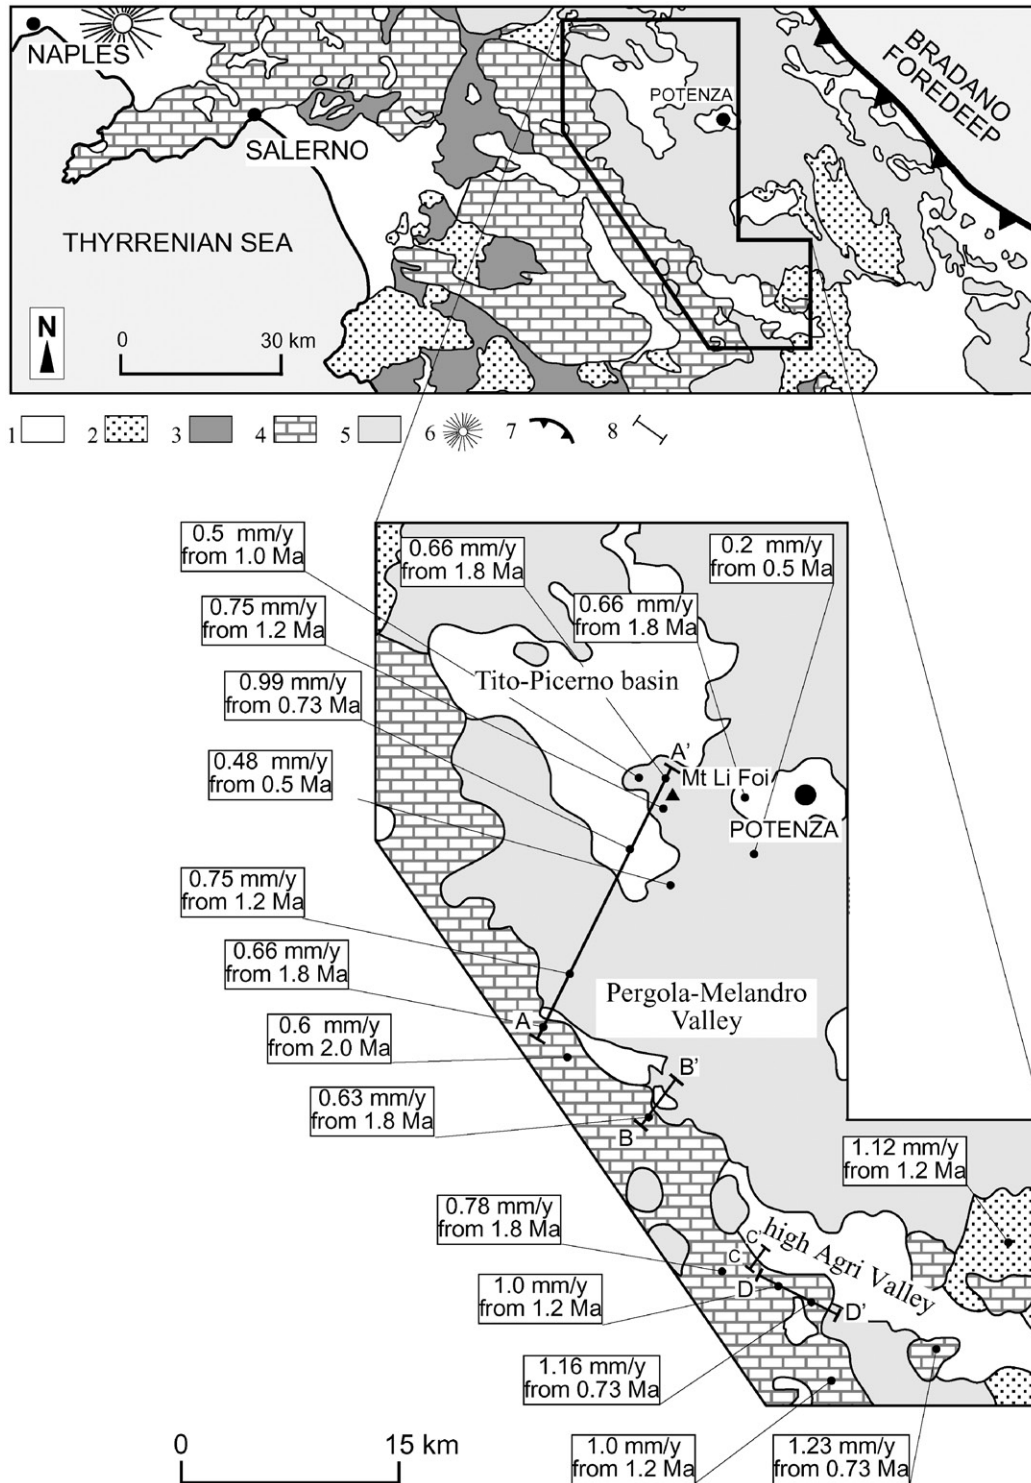 NAPLES
SALERNO
POTENZA
BRADANO
FOREDEEP
THYRRENIAN SEA
N
0 30 km
1 2 3 4 5 6 7 8
0.5 mm/y
from 1.0 Ma
0.66 mm/y
from 1.8 Ma
0.2 mm/y
from 0.5 Ma
0.75 mm/y
from 1.2 Ma
0.66 mm/y
from 1.8 Ma
0.99 mm/y
from 0.73 Ma
Tito-Picerno basin
0.48 mm/y
from 0.5 Ma
A'
Mt Li Foi
POTENZA
0.75 mm/y
from 1.2 Ma
0.66 mm/y
from 1.8 Ma
A
Pergola-Melandro
Valley
0.6 mm/y
from 2.0 Ma
B'
0.63 mm/y
from 1.8 Ma
B
1.12 mm/y
from 1.2 Ma
0.78 mm/y
from 1.8 Ma
C'
C
high Agri Valley
1.0 mm/y
from 1.2 Ma
D
D'
1.16 mm/y
from 0.73 Ma
0 15 km
1.0 mm/y
from 1.2 Ma
1.23 mm/y
from 0.73 Ma